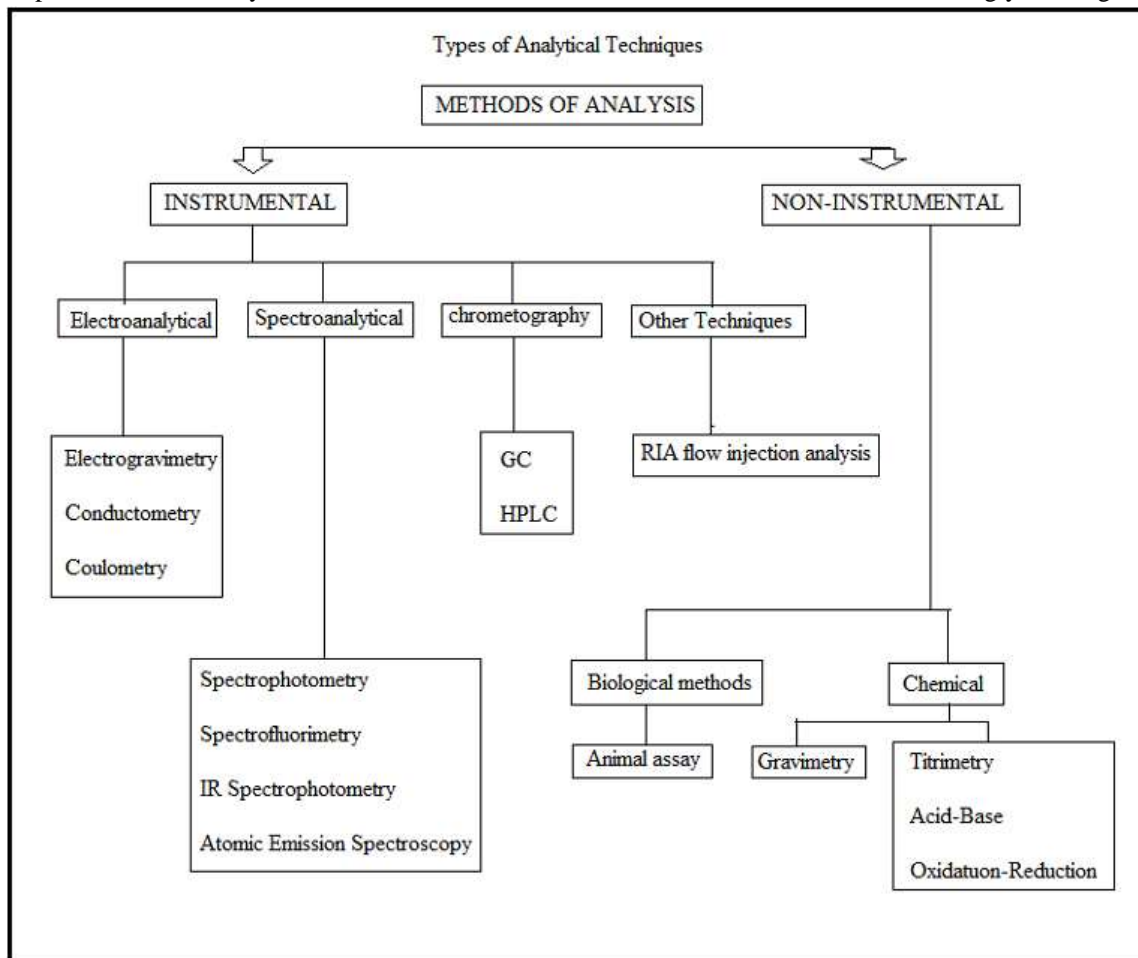 Types of Analytical Techniques
METHODS OF ANALYSIS
INSTRUMENTAL
NON-INSTRUMENTAL
Electroanalytical
Spectroanalytical
chrometography
Other Techniques
Electrogravimetry
Conductometry
Coulometry
GC
HPLC
RIA flow injection analysis
Spectrophotometry
Spectrofluorimetry
IR Spectrophotometry
Atomic Emission Spectroscopy
Biological methods
Chemical
Animal assay
Gravimetry
Titrimetry
Acid-Base
Oxidatuon-Reduction